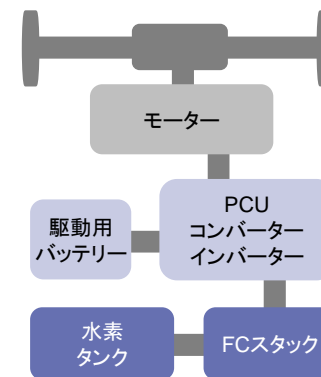 モーター
PCU
コンバーター
インバーター
駆動用
バッテリー
水素
タンク
FCスタック